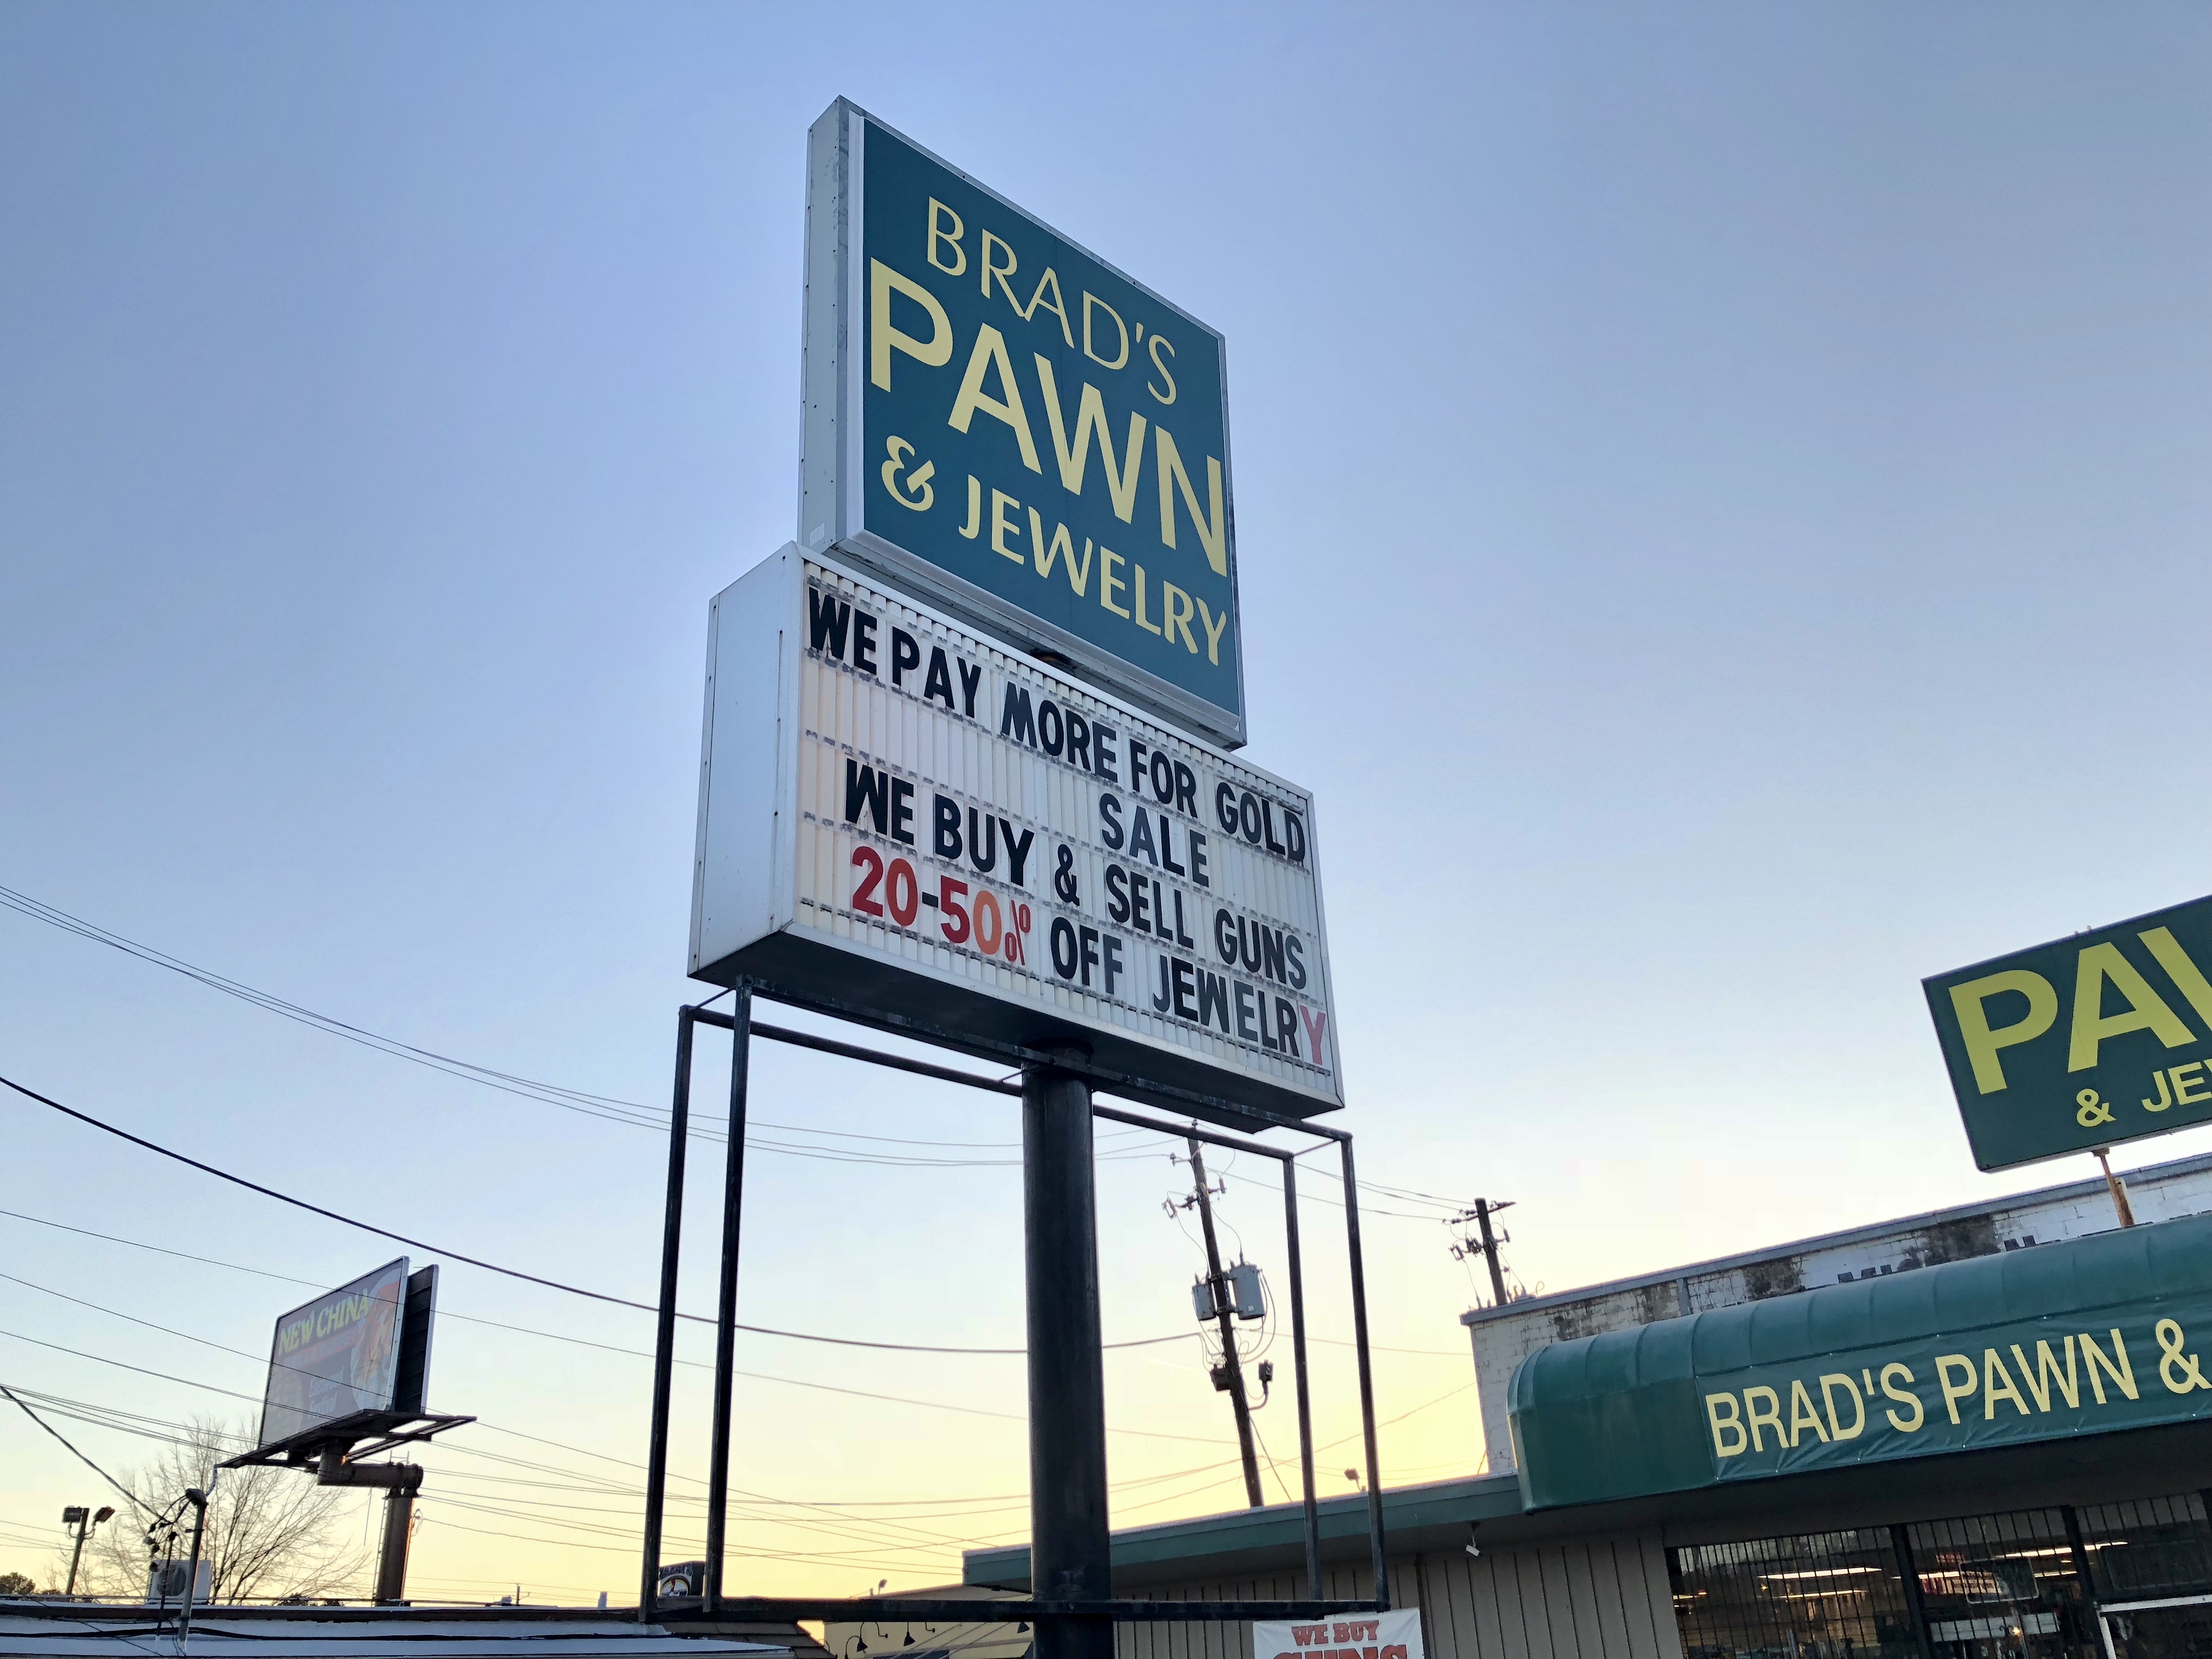 BRAD'S
PAWN
& JEWELRY
WE PAY MORE FOR GOLD
SALE
WE BUY & SELL GUNS
20-50% OFF JEWELRY
PAW
& JE
BRAD'S PAWN &
NEW CHINA
WE BUY
GUNS